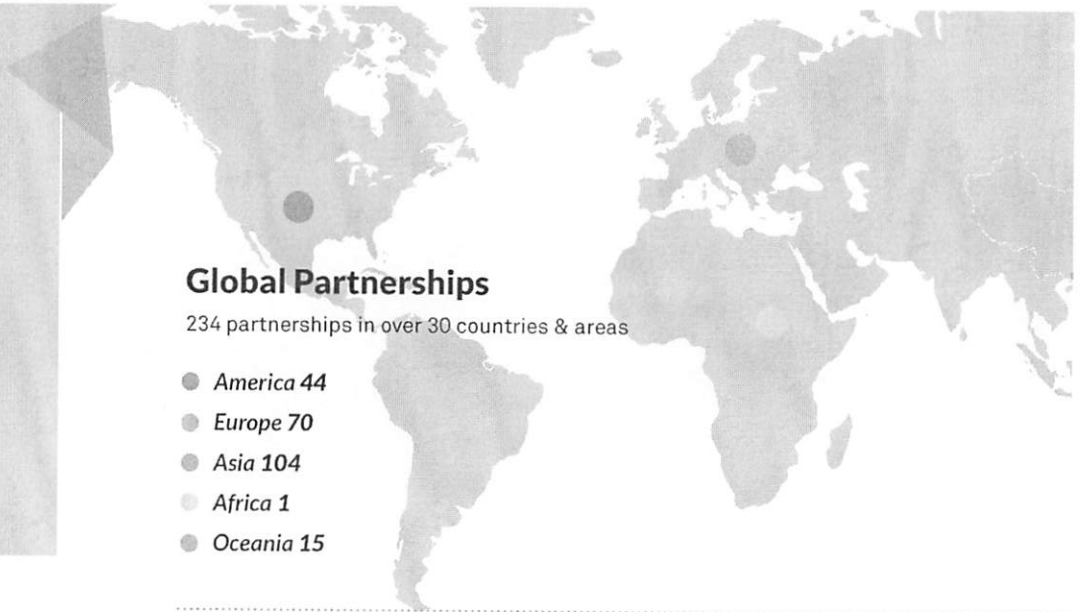 Global Partnerships
234 partnerships in over 30 countries & areas
America 44
Europe 70
Asia 104
Africa 1
Oceania 15